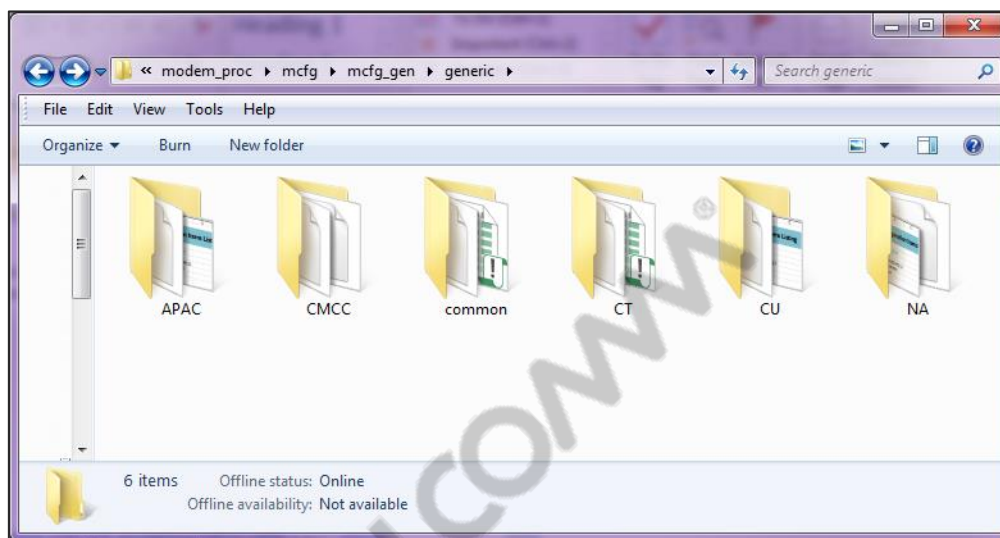 « modem_proc ▸ mcfg ▸ mcfg_gen ▸ generic ▸
Search generic
File Edit View Tools Help
Organize ▾ Burn New folder
APAC CMCC common CT CU NA
6 items Offline status: Online
Offline availability: Not available
COMM